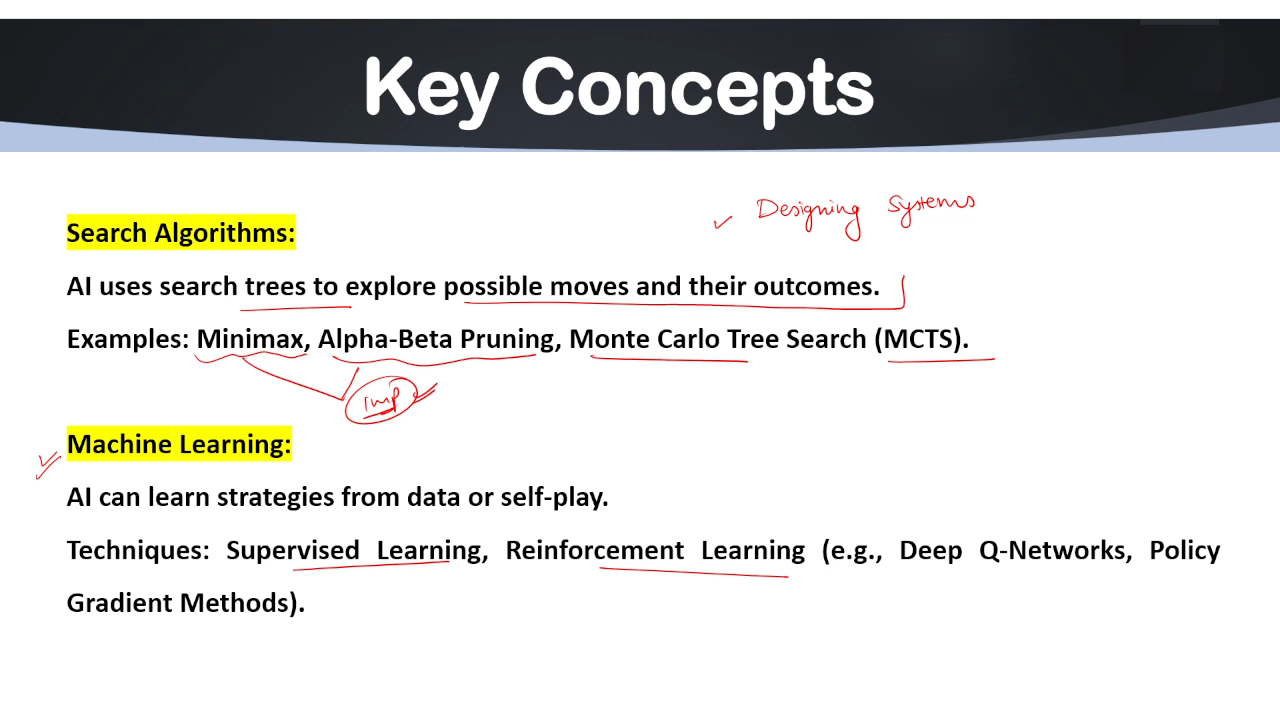 Key Concepts
Designing Systems
Search Algorithms:
AI uses search trees to explore possible moves and their outcomes.
Examples: Minimax, Alpha-Beta Pruning, Monte Carlo Tree Search (MCTS).
Imp
Machine Learning:
AI can learn strategies from data or self-play.
Techniques: Supervised Learning, Reinforcement Learning (e.g., Deep Q-Networks, Policy
Gradient Methods).